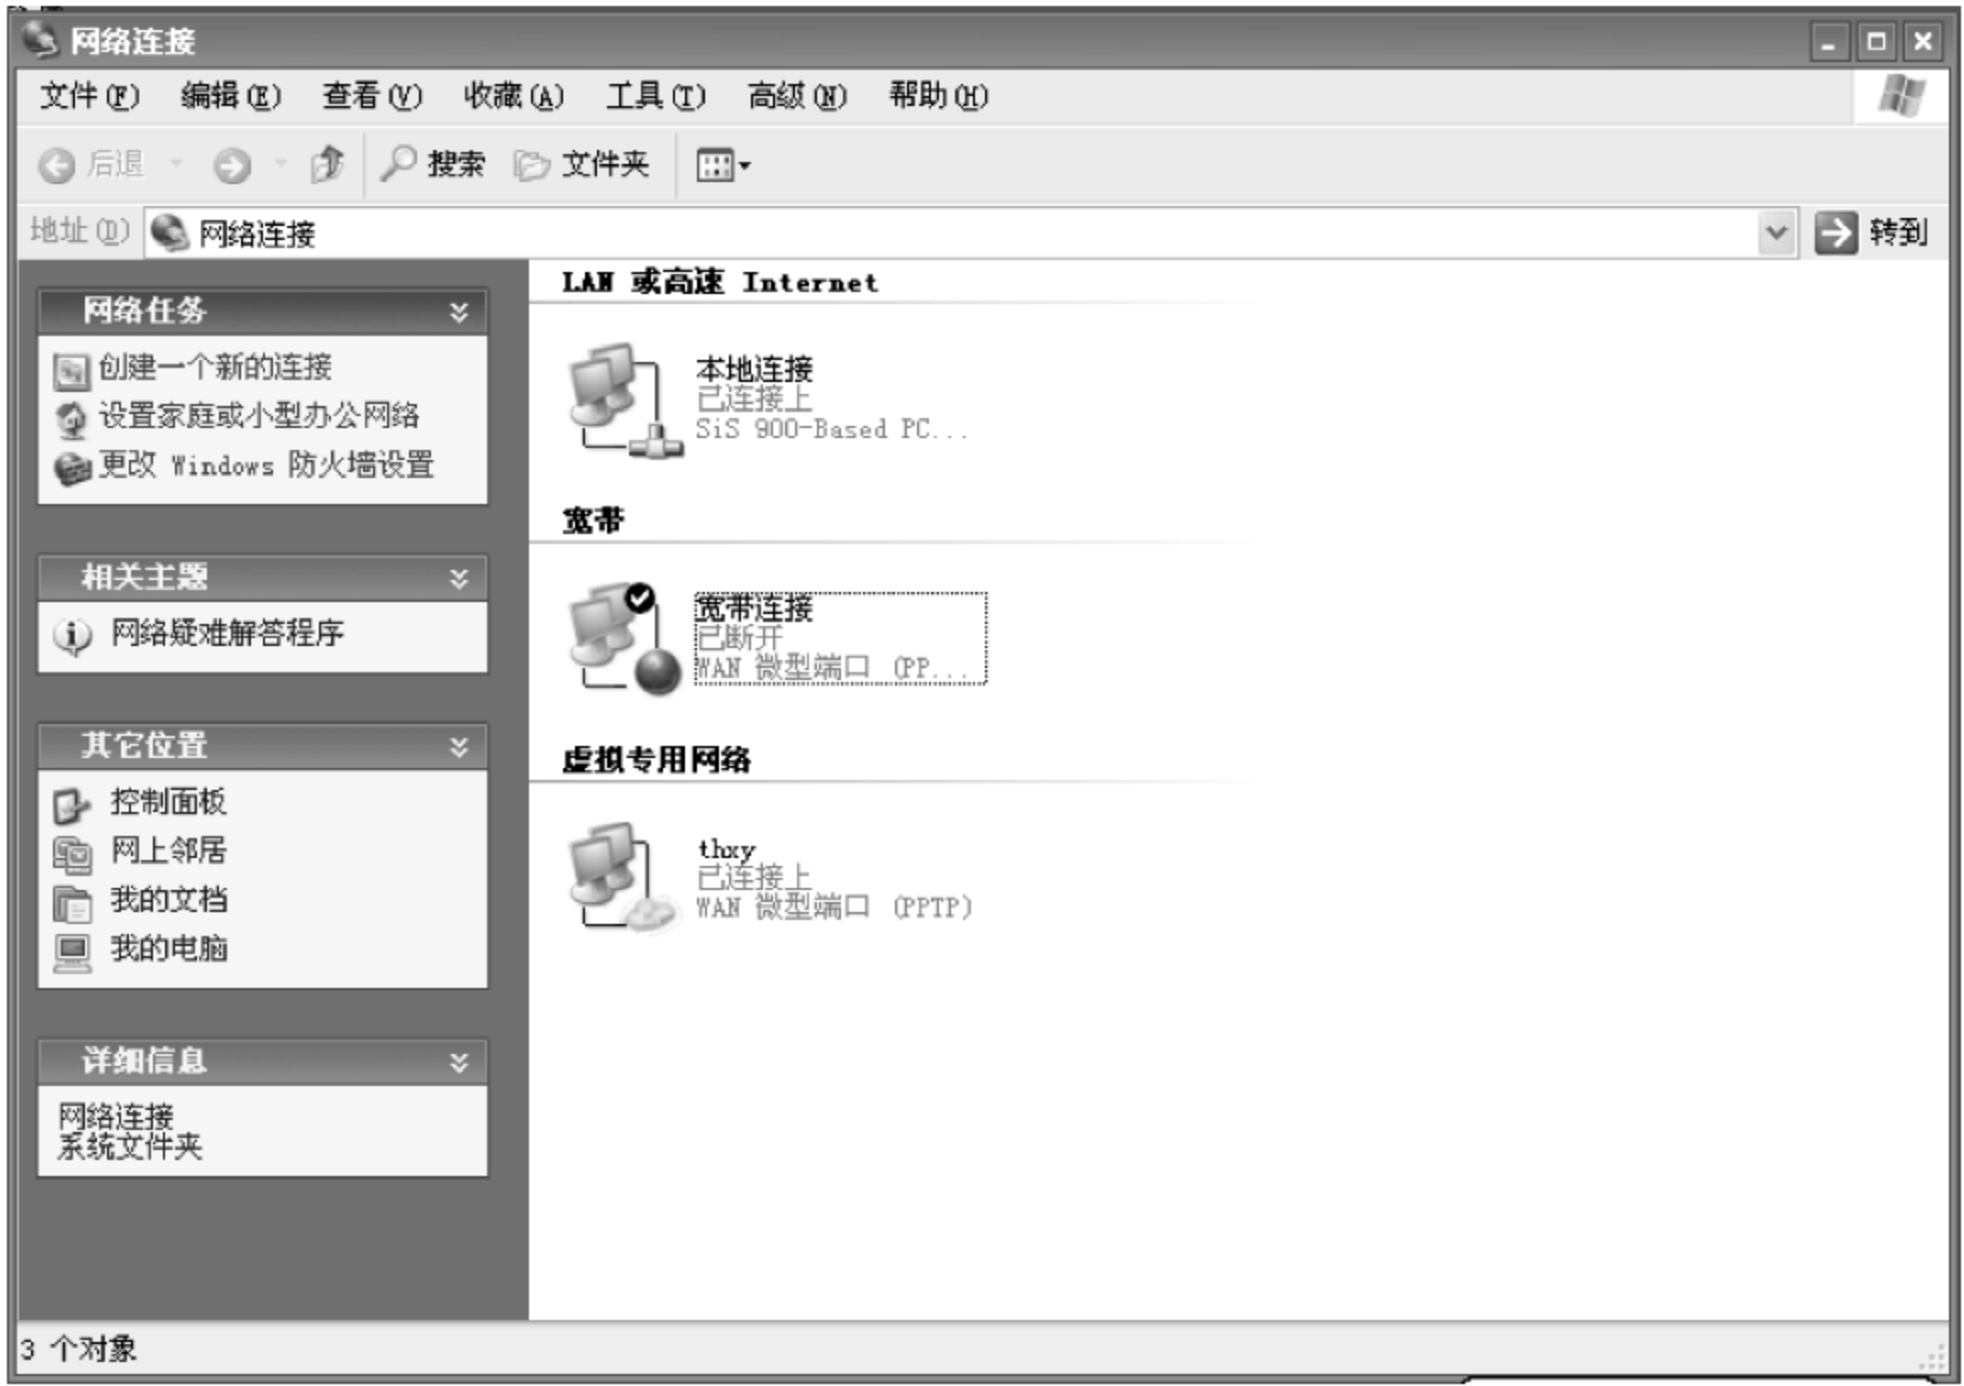 网络连接
文件(F) 编辑(E) 查看(V) 收藏(A) 工具(T) 高级(N) 帮助(H)
后退 搜索 文件夹
地址(D) 网络连接 转到
网络任务
创建一个新的连接
设置家庭或小型办公网络
更改 Windows 防火墙设置
相关主题
网络疑难解答程序
其它位置
控制面板
网上邻居
我的文档
我的电脑
详细信息
网络连接
系统文件夹
LAN 或高速 Internet
本地连接
已连接上
SiS 900-Based PC...
宽带
宽带连接
已断开
WAN 微型端口 (PP...
虚拟专用网络
thxy
已连接上
WAN 微型端口 (PPTP)
3 个对象